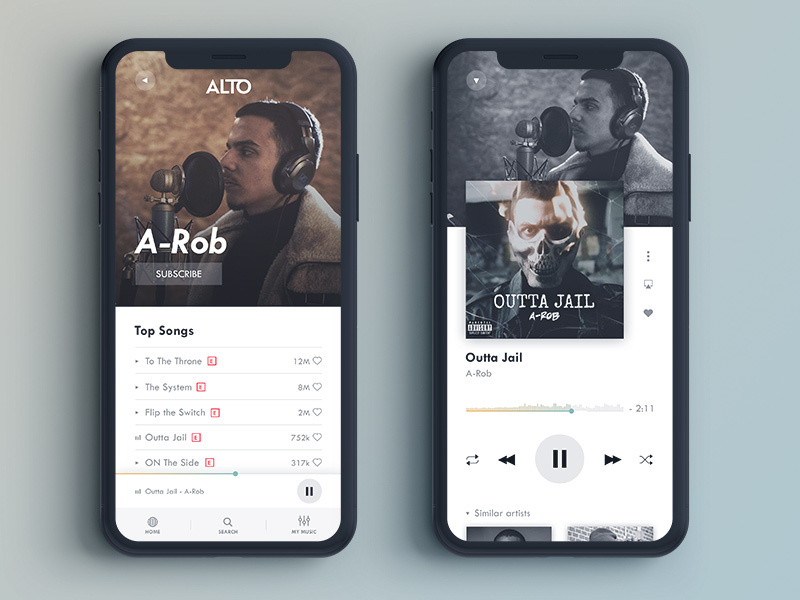 ALTO
A-Rob
SUBSCRIBE
Top Songs
To The Throne E 12M
The System E 8M
Flip the Switch E 2M
Outta Jail E 752k
ON The Side E 317k
Outta Jail - A-Rob
HOME SEARCH MY MUSIC
OUTTA JAIL
A-ROB
PARENTAL
ADVISORY
EXPLICIT CONTENT
Outta Jail
A-Rob
- 2:11
Similar artists